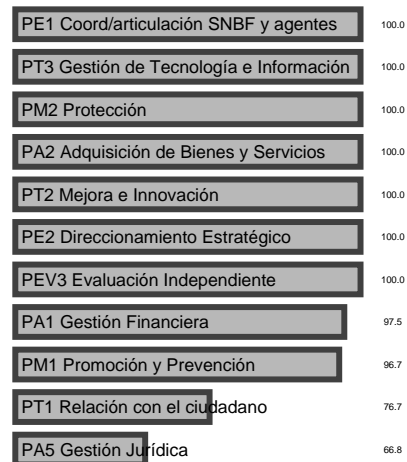 PE1 Coord/articulación SNBF y agentes 100.0
PT3 Gestión de Tecnología e Información 100.0
PM2 Protección 100.0
PA2 Adquisición de Bienes y Servicios 100.0
PT2 Mejora e Innovación 100.0
PE2 Direccionamiento Estratégico 100.0
PEV3 Evaluación Independiente 100.0
PA1 Gestión Financiera 97.5
PM1 Promoción y Prevención 96.7
PT1 Relación con el ciudadano 76.7
PA5 Gestión Jurídica 66.8